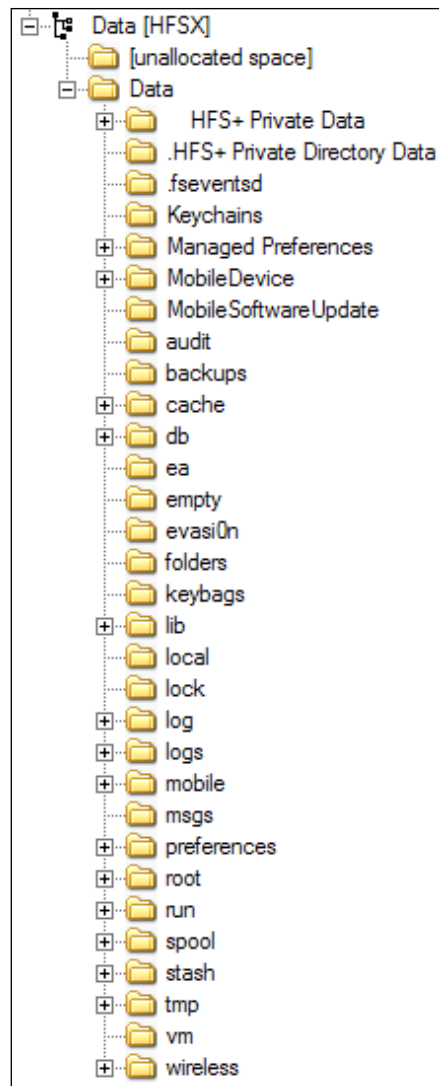 Data [HFSX]
[unallocated space]
Data
HFS+ Private Data
.HFS+ Private Directory Data
.fseventsd
Keychains
Managed Preferences
MobileDevice
MobileSoftwareUpdate
audit
backups
cache
db
ea
empty
evasi0n
folders
keybags
lib
local
lock
log
logs
mobile
msgs
preferences
root
run
spool
stash
tmp
vm
wireless